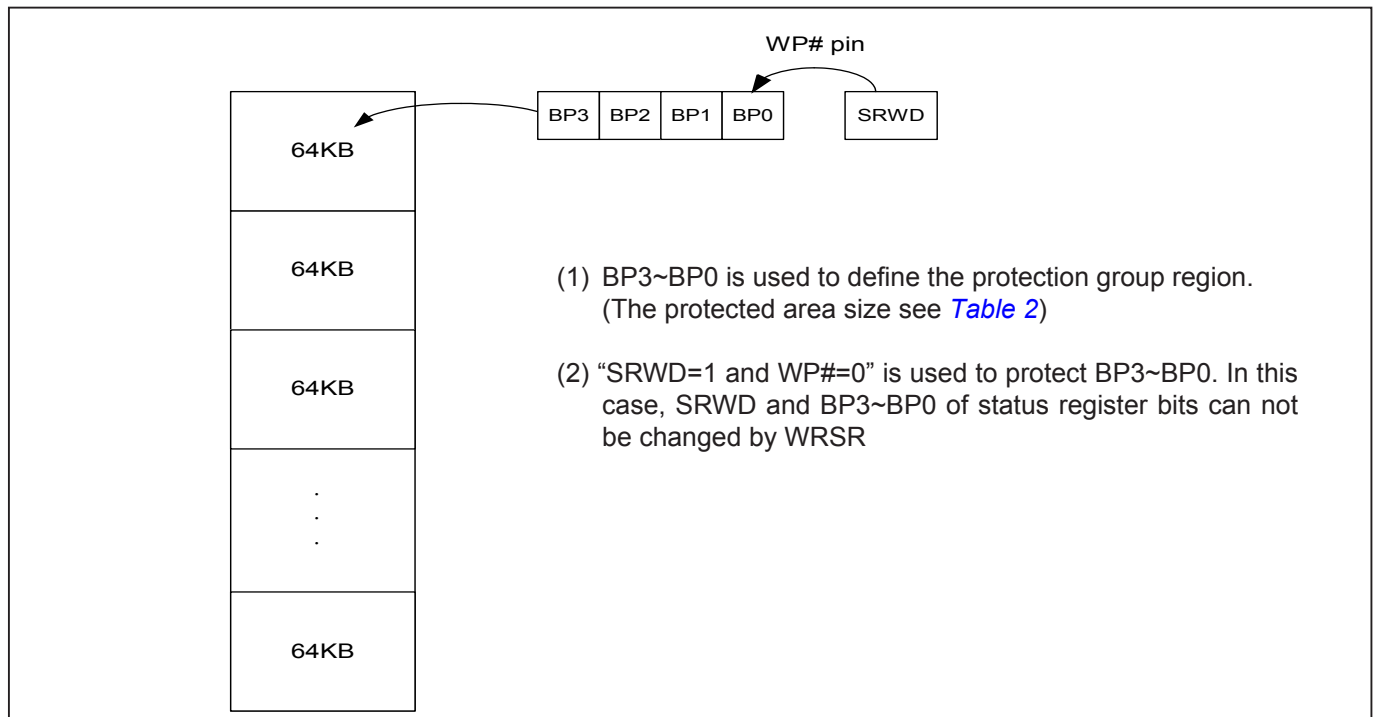 WP# pin
BP3 BP2 BP1 BP0 SRWD
64KB
64KB
64KB
.
.
.
64KB
(1) BP3~BP0 is used to define the protection group region.
(The protected area size see Table 2)
(2) “SRWD=1 and WP#=0” is used to protect BP3~BP0. In this
case, SRWD and BP3~BP0 of status register bits can not
be changed by WRSR